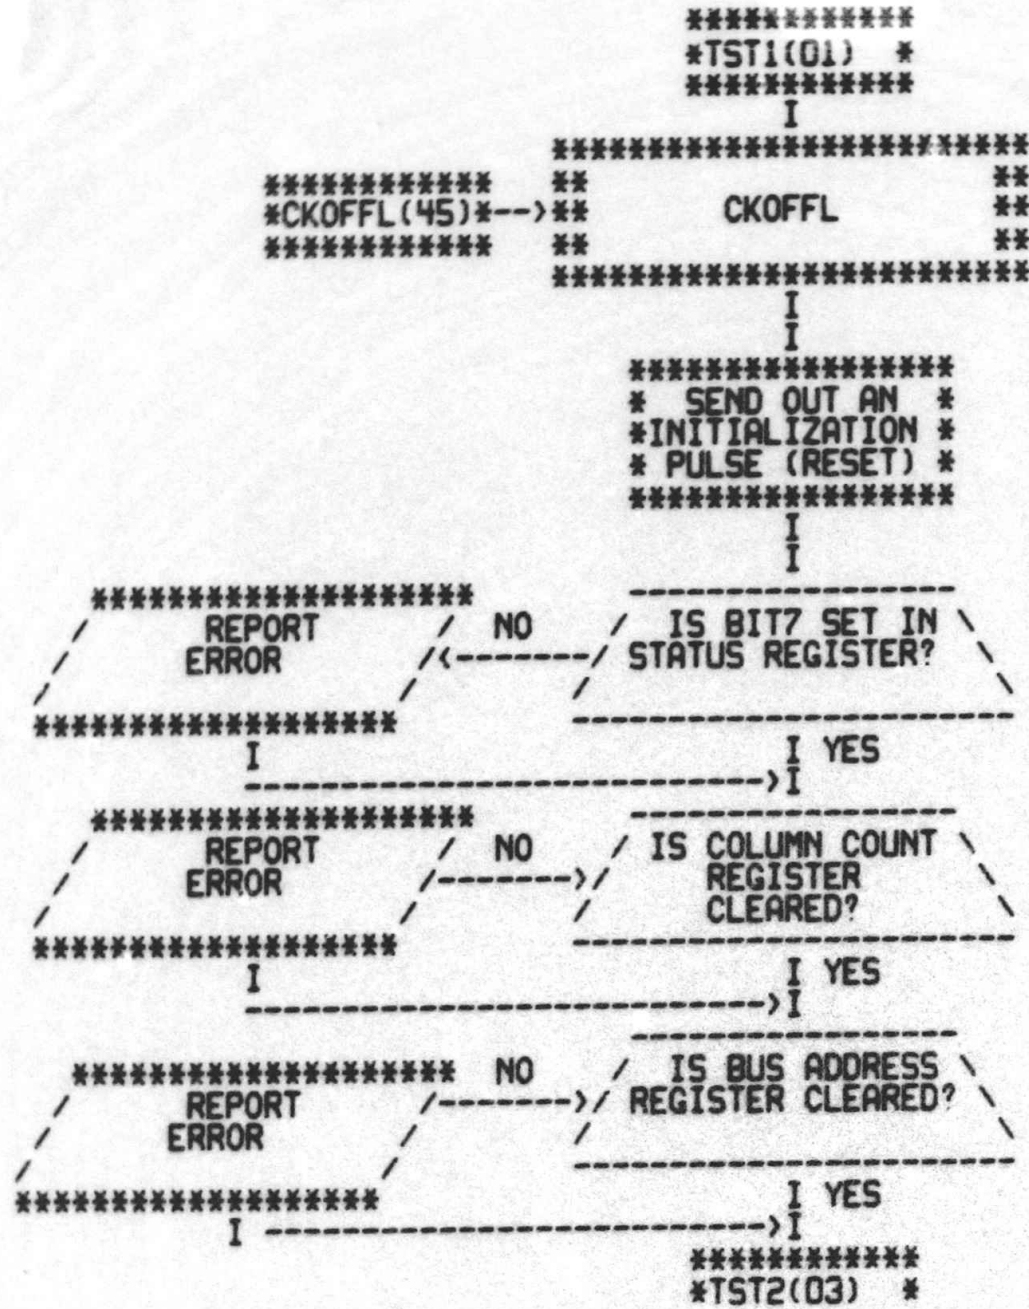 ************
*TST1(01)  *
************
I
*************************
************ ** **
*CKOFFL(45)*-->** CKOFFL **
************ ** **
*************************
I
I
*****************
*  SEND OUT AN  *
*INITIALIZATION *
* PULSE (RESET) *
*****************
I
I
******************** -----------------
/ REPORT / NO / IS BIT7 SET IN \
/ ERROR /<-------/ STATUS REGISTER? \
/ / / \
******************* -----------------------
I I YES
--------------------------->I
******************** -----------------
/ REPORT / NO / IS COLUMN COUNT \
/ ERROR /------->/ REGISTER \
/ / / CLEARED? \
******************* -----------------------
I I YES
--------------------------->I
-----------------
******************** NO / IS BUS ADDRESS \
/ REPORT /------->/ REGISTER CLEARED? \
/ ERROR / / \
/ / -----------------------
******************* I YES
I --------------------------->I
************
*TST2(03)  *